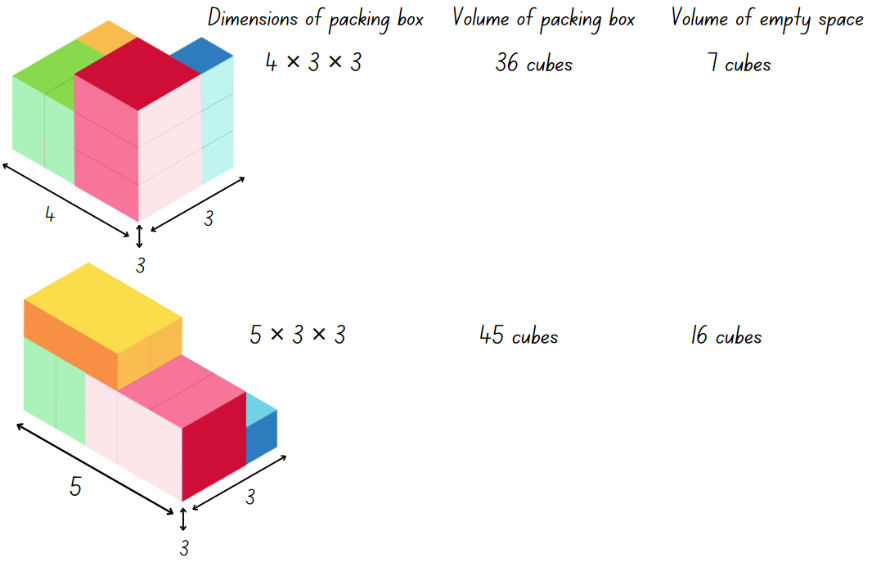 Dimensions of packing box Volume of packing box Volume of empty space
4 × 3 × 3 36 cubes 7 cubes
4
3
3
5 × 3 × 3 45 cubes 16 cubes
5
3
3